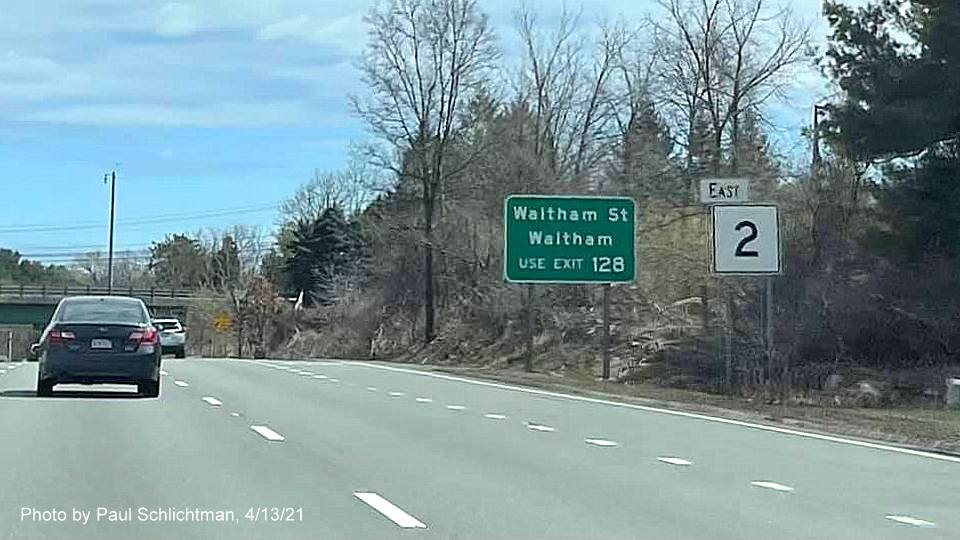 Waltham St
Waltham
USE EXIT 128
EAST
2
Photo by Paul Schlichtman, 4/13/21